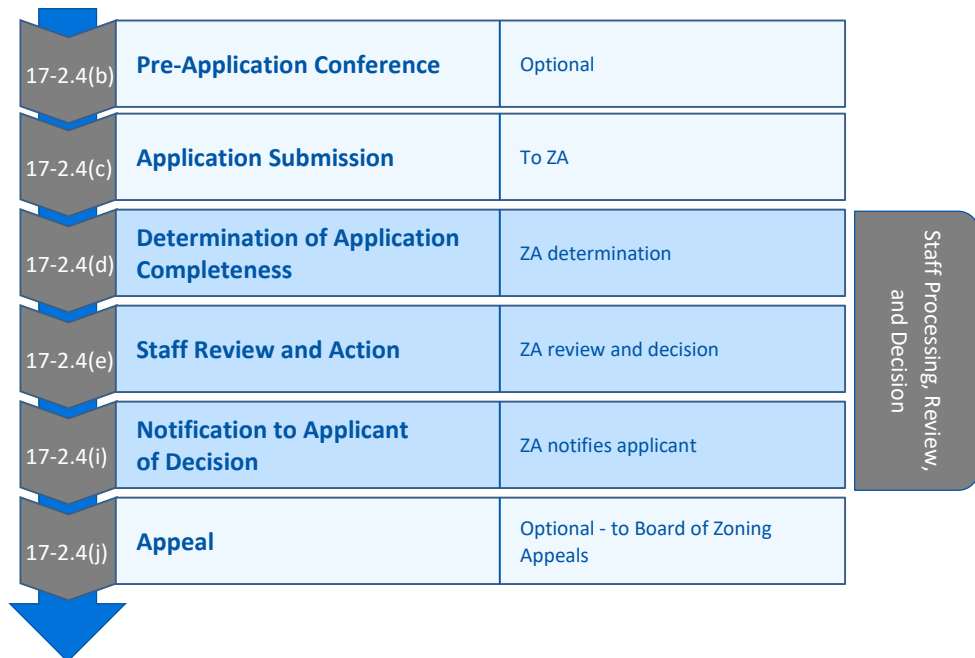 17-2.4(b)
Pre-Application Conference
Optional
17-2.4(c)
Application Submission
To ZA
17-2.4(d)
Determination of Application
Completeness
ZA determination
17-2.4(e)
Staff Review and Action
ZA review and decision
17-2.4(i)
Notification to Applicant
of Decision
ZA notifies applicant
17-2.4(j)
Appeal
Optional - to Board of Zoning
Appeals
Staff Processing, Review,
and Decision